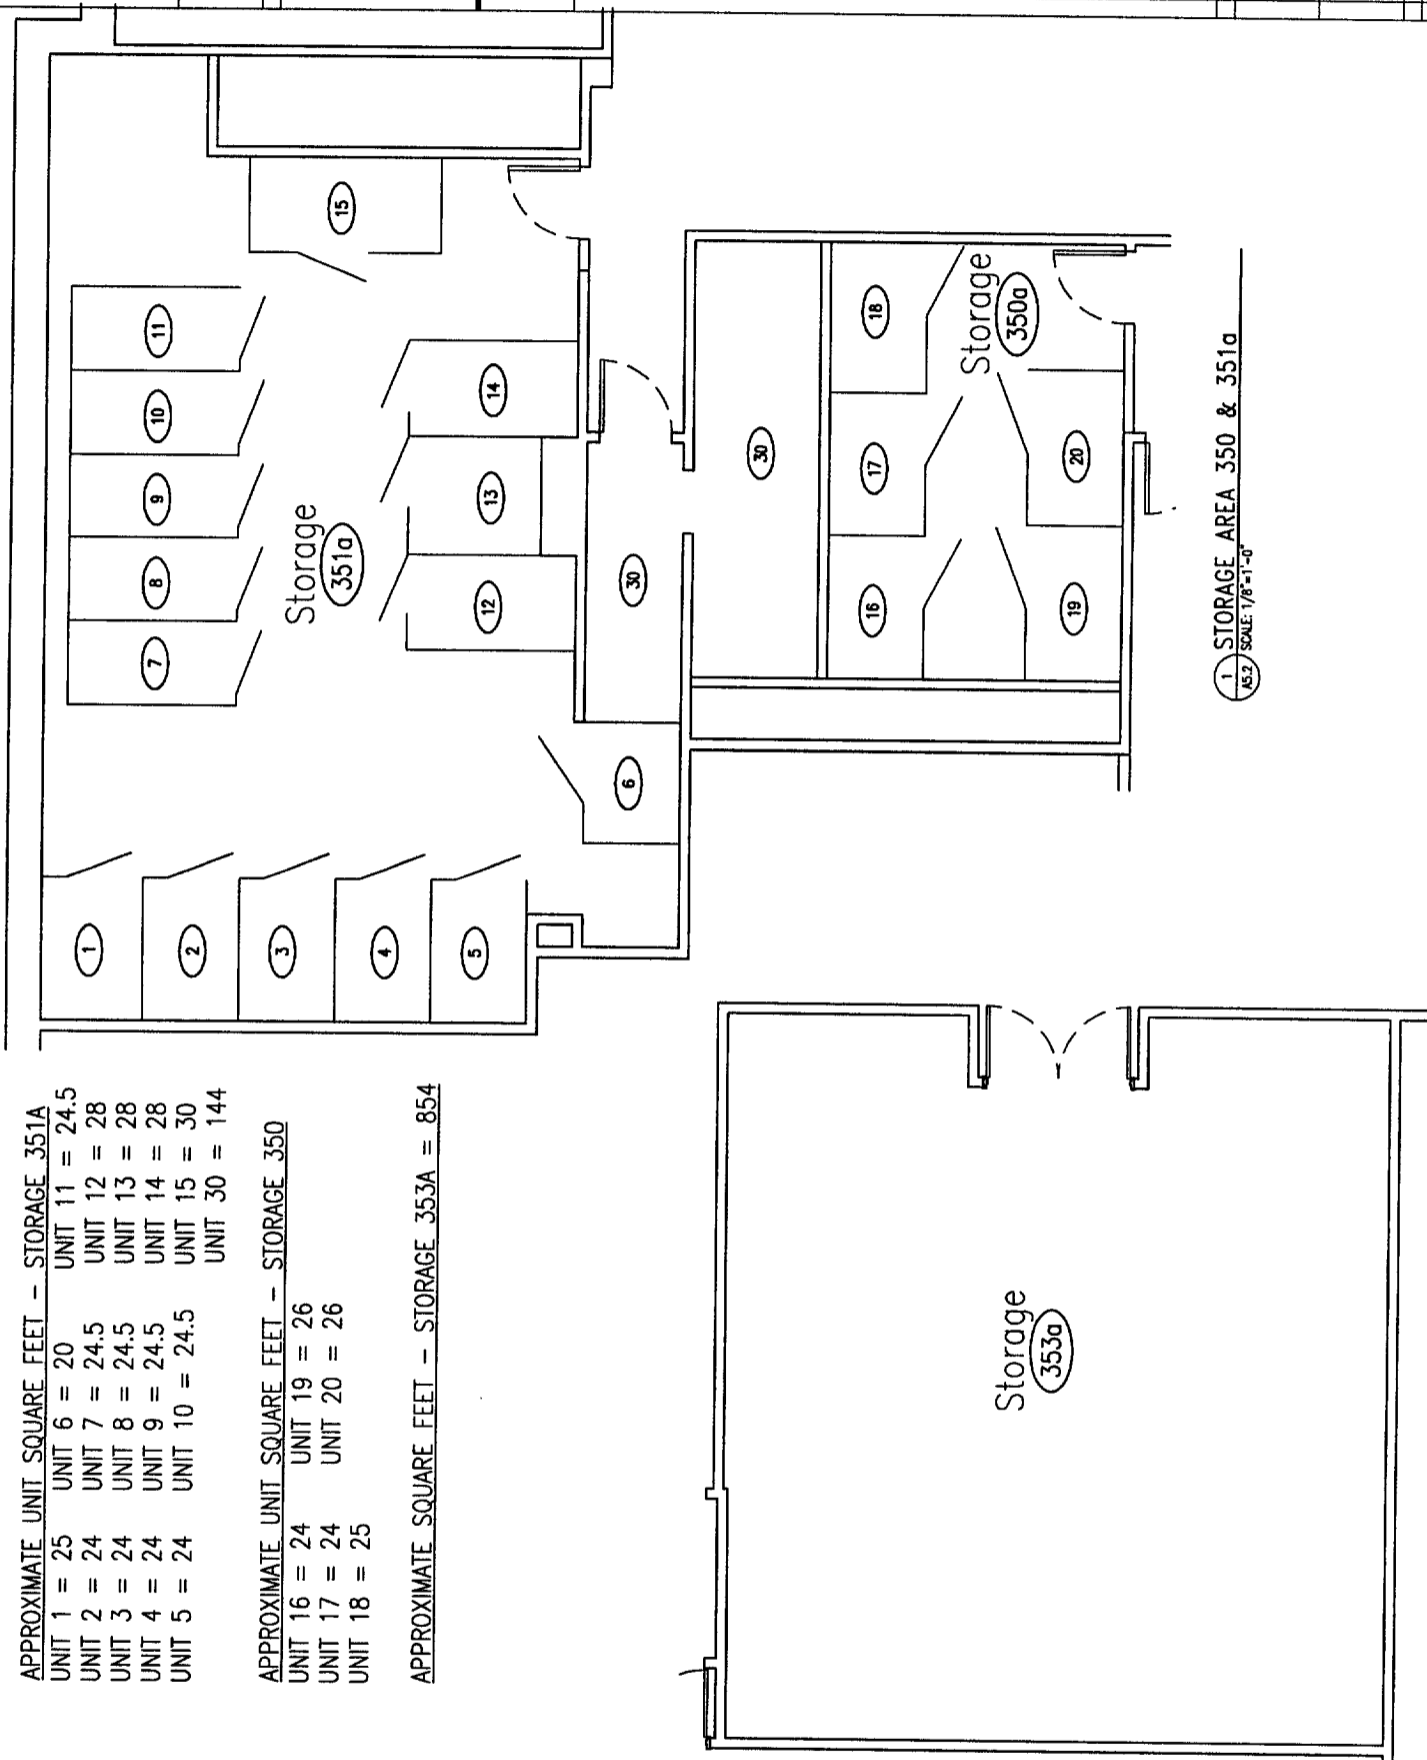 APPROXIMATE UNIT SQUARE FEET - STORAGE 351A
UNIT 1 = 25 UNIT 6 = 20 UNIT 11 = 24.5
UNIT 2 = 24 UNIT 7 = 24.5 UNIT 12 = 28
UNIT 3 = 24 UNIT 8 = 24.5 UNIT 13 = 28
UNIT 4 = 24 UNIT 9 = 24.5 UNIT 14 = 28
UNIT 5 = 24 UNIT 10 = 24.5 UNIT 15 = 30
UNIT 30 = 144
APPROXIMATE UNIT SQUARE FEET - STORAGE 350
UNIT 16 = 24 UNIT 19 = 26
UNIT 17 = 24 UNIT 20 = 26
UNIT 18 = 25
APPROXIMATE SQUARE FEET - STORAGE 353A = 854
1
2
3
4
5
6
7
8
9
10
11
Storage
351a
12
13
14
15
30
30
16
17
18
Storage
350a
19
20
Storage
353a
1
A5.2
STORAGE AREA 350 & 351a
SCALE: 1/8"=1'-0"